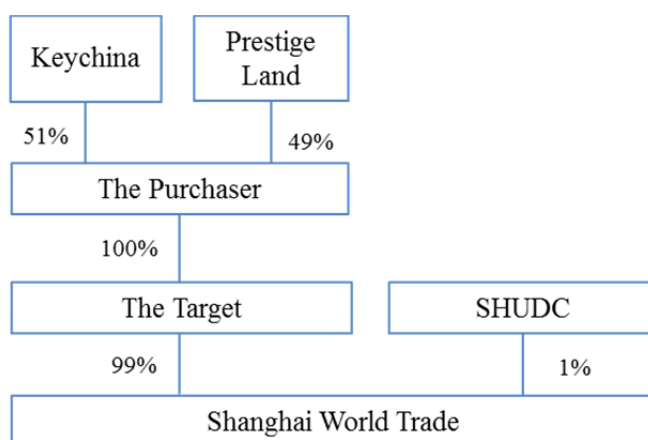 Keychina
Prestige
Land
51%
49%
The Purchaser
100%
The Target
SHUDC
99%
1%
Shanghai World Trade